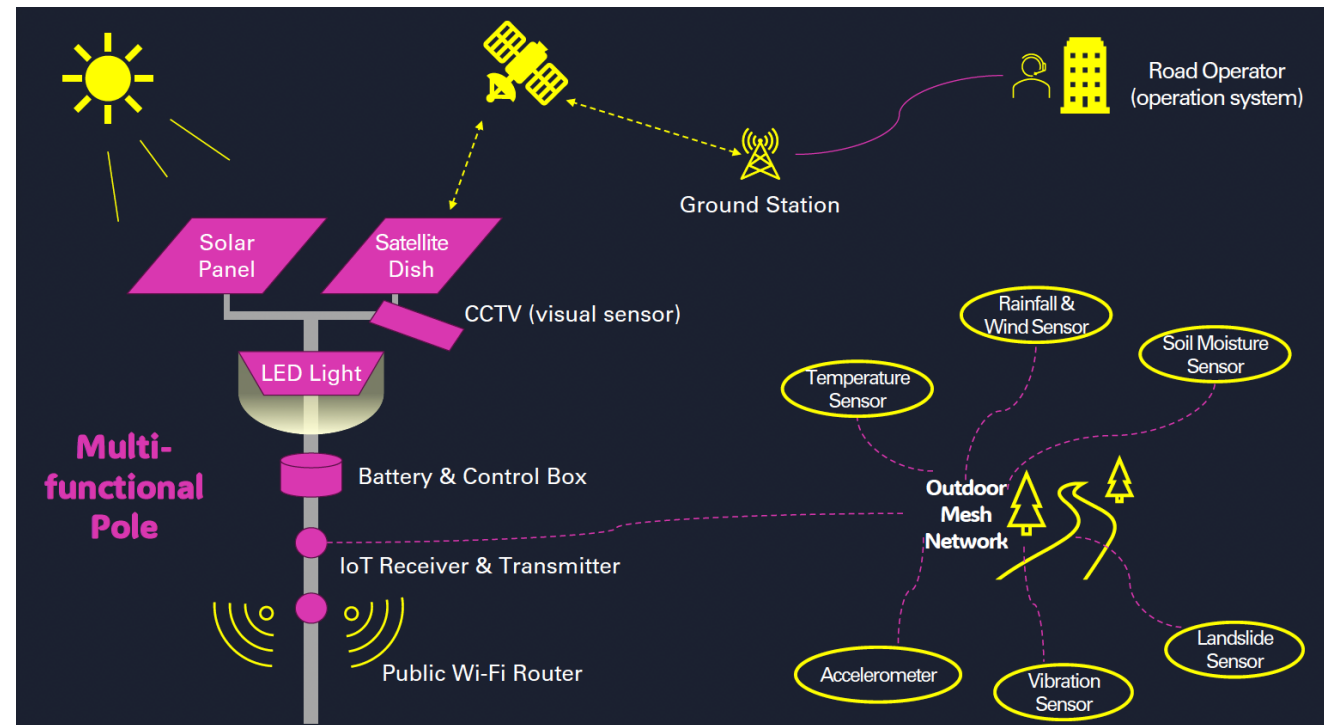 Road Operator
(operation system)
Ground Station
Solar
Panel
Satellite
Dish
CCTV (visual sensor)
LED Light
Multi-
functional
Pole
Battery & Control Box
IoT Receiver & Transmitter
Public Wi-Fi Router
Rainfall &
Wind Sensor
Soil Moisture
Sensor
Temperature
Sensor
Outdoor
Mesh
Network
Accelerometer
Vibration
Sensor
Landslide
Sensor